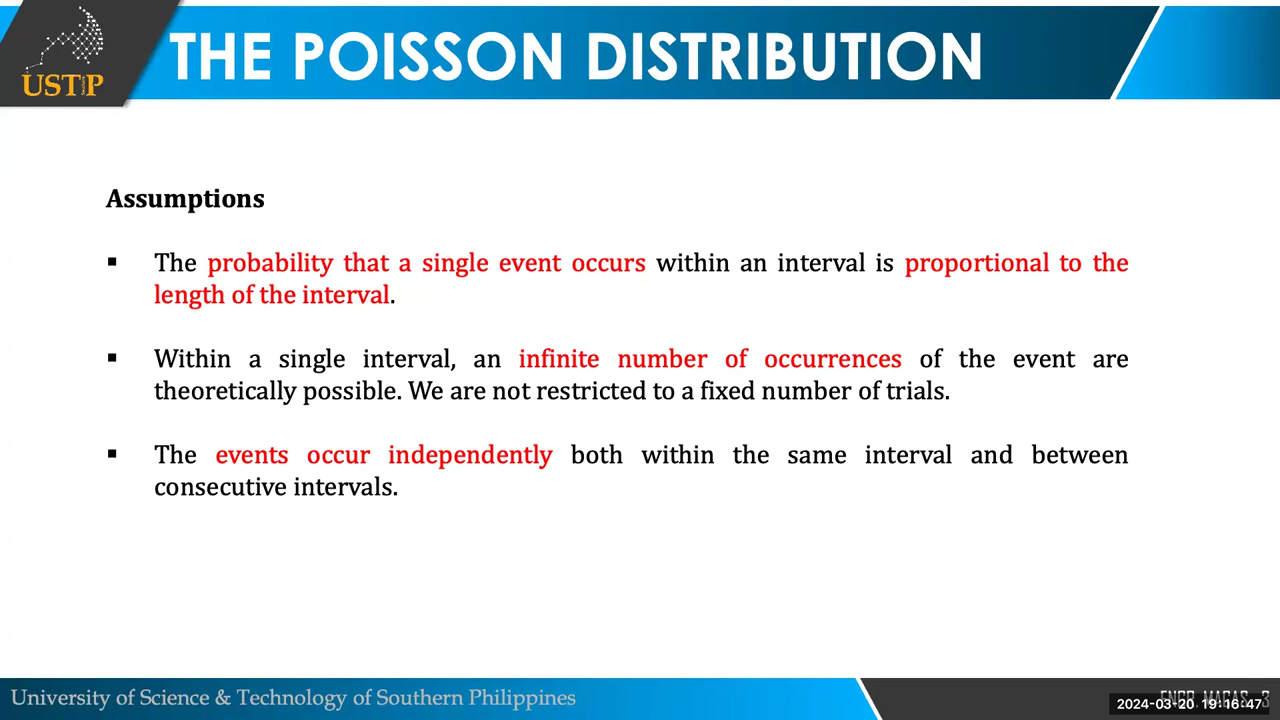 THE POISSON DISTRIBUTION
USTP
Assumptions
▪ The probability that a single event occurs within an interval is proportional to the
length of the interval.
▪ Within a single interval, an infinite number of occurrences of the event are
theoretically possible. We are not restricted to a fixed number of trials.
▪ The events occur independently both within the same interval and between
consecutive intervals.
University of Science & Technology of Southern Philippines
2024-03-20 19:16:47